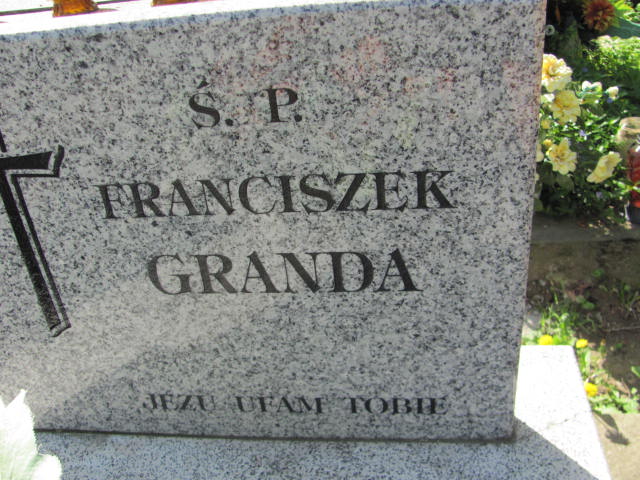 Ś. P.
FRANCISZEK
GRANDA
JEZU UFAM TOBIE